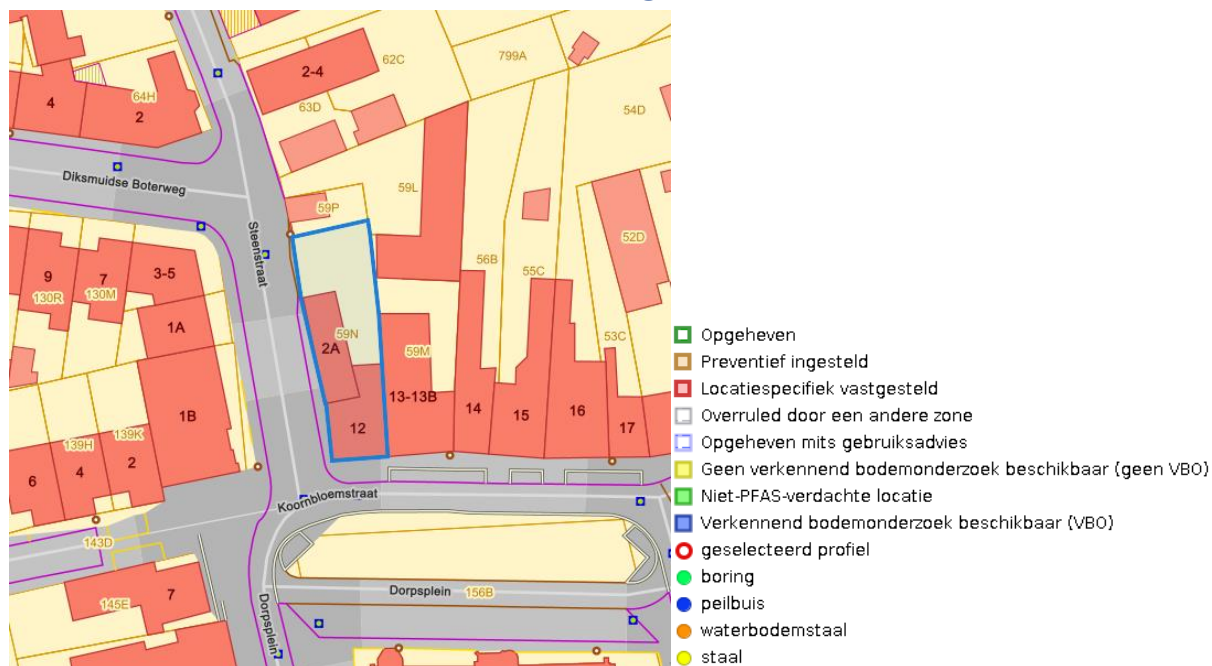 2-4
62C
799A
4
64H
2
63D
54D
Diksmuidse Boterweg
59L
59P
Steenstraat
52D
56B
55C
9
7
3-5
130R
130M
1A
59N
2A
59M
53C
13-13B
1B
14
15
16
17
12
139H
139K
6
4
2
Koornbloemstraat
143D
145E
7
Dorpsplein
156B
Dorpsplein
Opgeheven
Preventief ingesteld
Locatiespecifiek vastgesteld
Overruled door een andere zone
Opgeheven mits gebruiksadvies
Geen verkennend bodemonderzoek beschikbaar (geen VBO)
Niet-PFAS-verdachte locatie
Verkennend bodemonderzoek beschikbaar (VBO)
geselecteerd profiel
boring
peilbuis
waterbodemstaal
staal